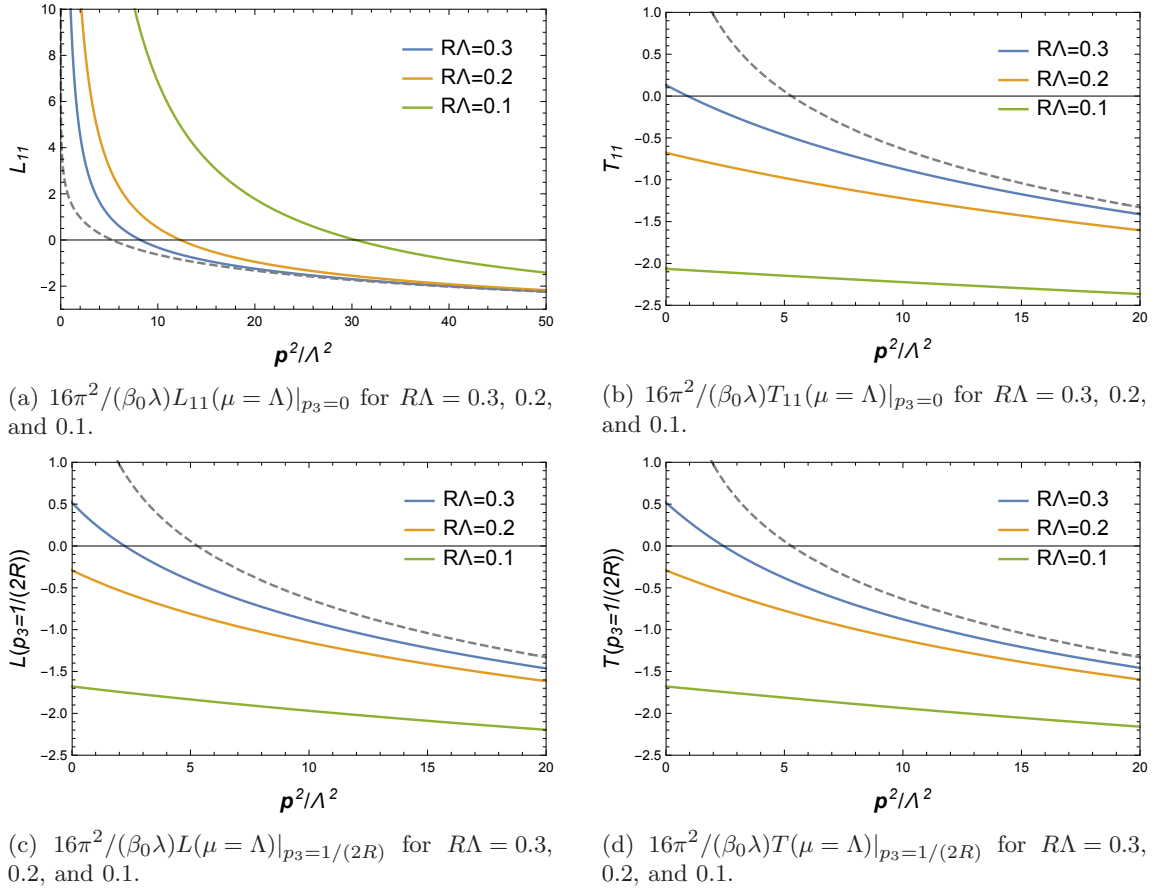 10
8
6
4
2
0
−2
L₁₁
RΛ=0.3
RΛ=0.2
RΛ=0.1
0
10
20
30
40
50
p²/Λ²
1.0
0.5
0.0
−0.5
−1.0
−1.5
−2.0
−2.5
T₁₁
RΛ=0.3
RΛ=0.2
RΛ=0.1
0
5
10
15
20
p²/Λ²
(a) 16π²/(β₀λ)L₁₁(μ = Λ)|ₚ₃₌₀ for RΛ = 0.3, 0.2,
and 0.1.
(b) 16π²/(β₀λ)T₁₁(μ = Λ)|ₚ₃₌₀ for RΛ = 0.3, 0.2,
and 0.1.
1.0
0.5
0.0
−0.5
−1.0
−1.5
−2.0
−2.5
L(p₃=1/(2R))
RΛ=0.3
RΛ=0.2
RΛ=0.1
0
5
10
15
20
p²/Λ²
1.0
0.5
0.0
−0.5
−1.0
−1.5
−2.0
−2.5
T(p₃=1/(2R))
RΛ=0.3
RΛ=0.2
RΛ=0.1
0
5
10
15
20
p²/Λ²
(c) 16π²/(β₀λ)L(μ = Λ)|_{p₃=1/(2R)} for RΛ = 0.3,
0.2, and 0.1.
(d) 16π²/(β₀λ)T(μ = Λ)|_{p₃=1/(2R)} for RΛ = 0.3,
0.2, and 0.1.